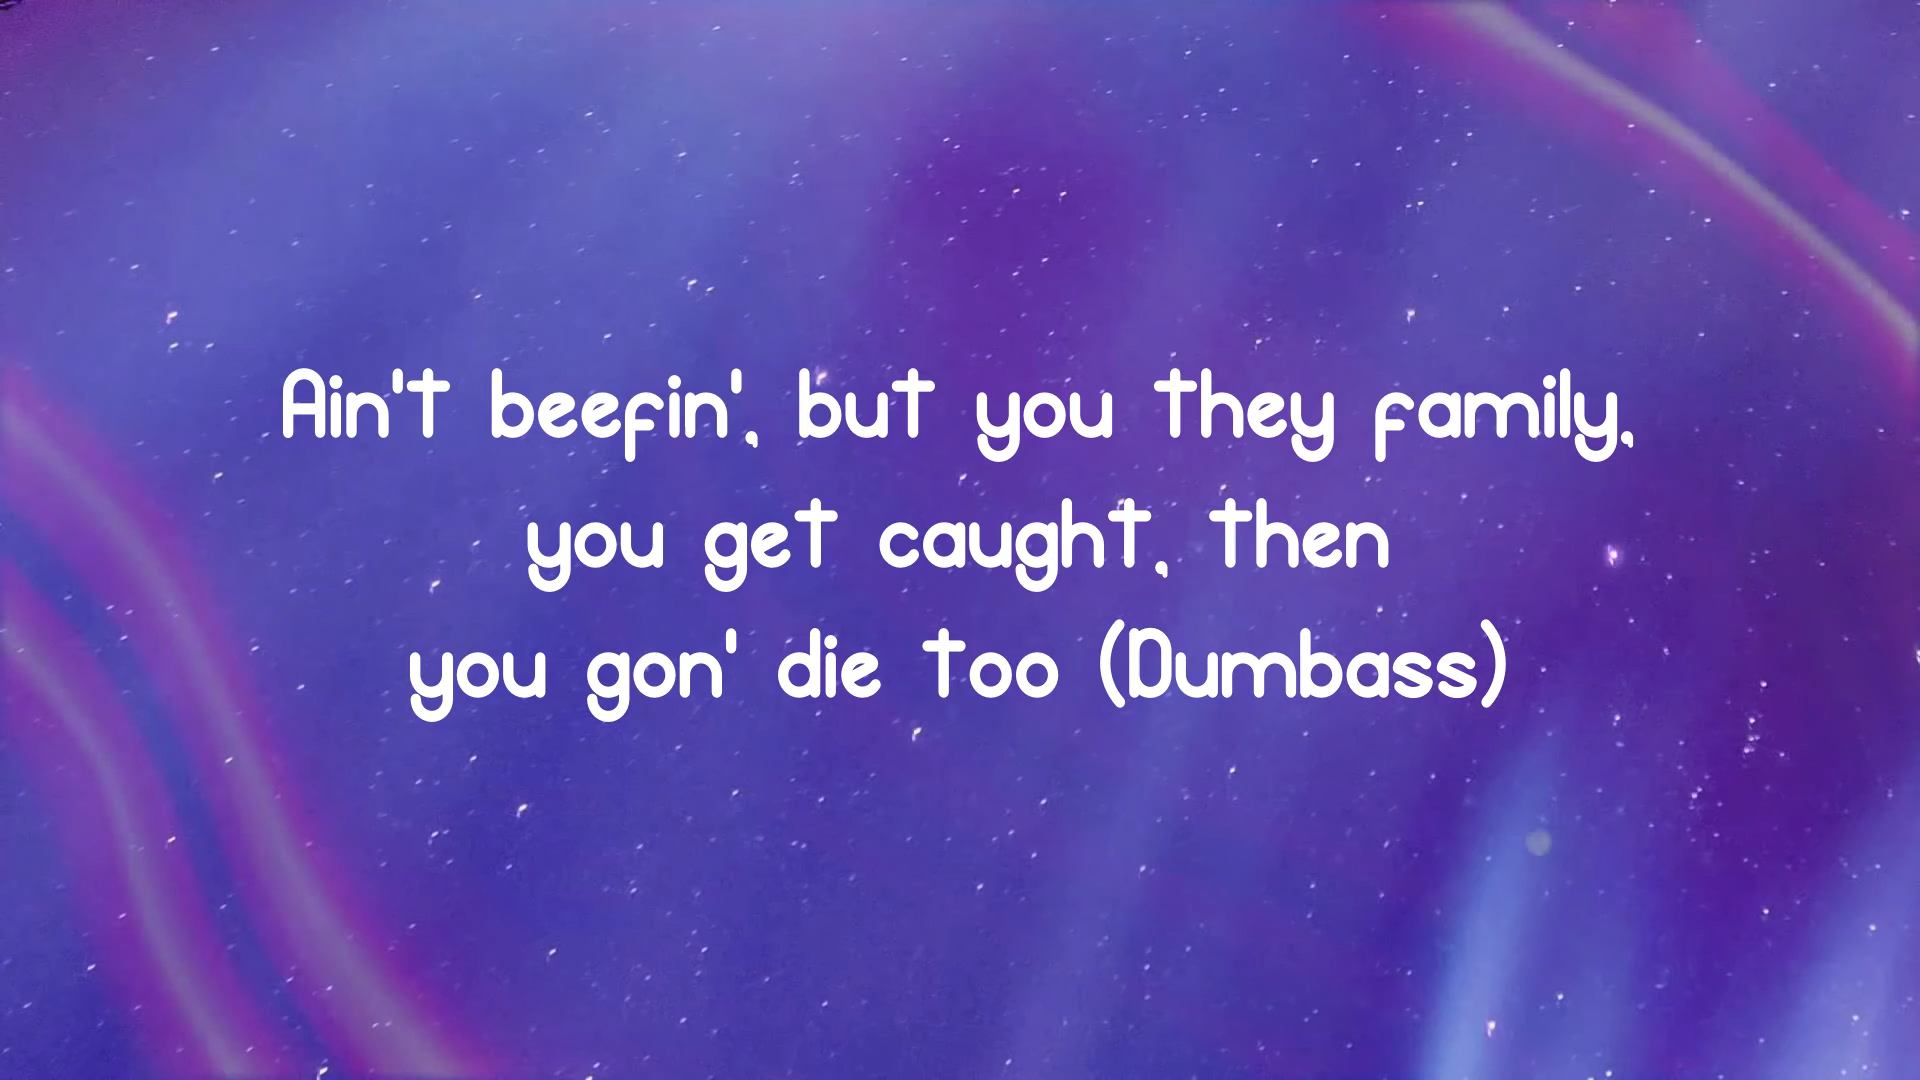 Ain't beefin', but you they family,
you get caught, then
you gon' die too (Dumbass)